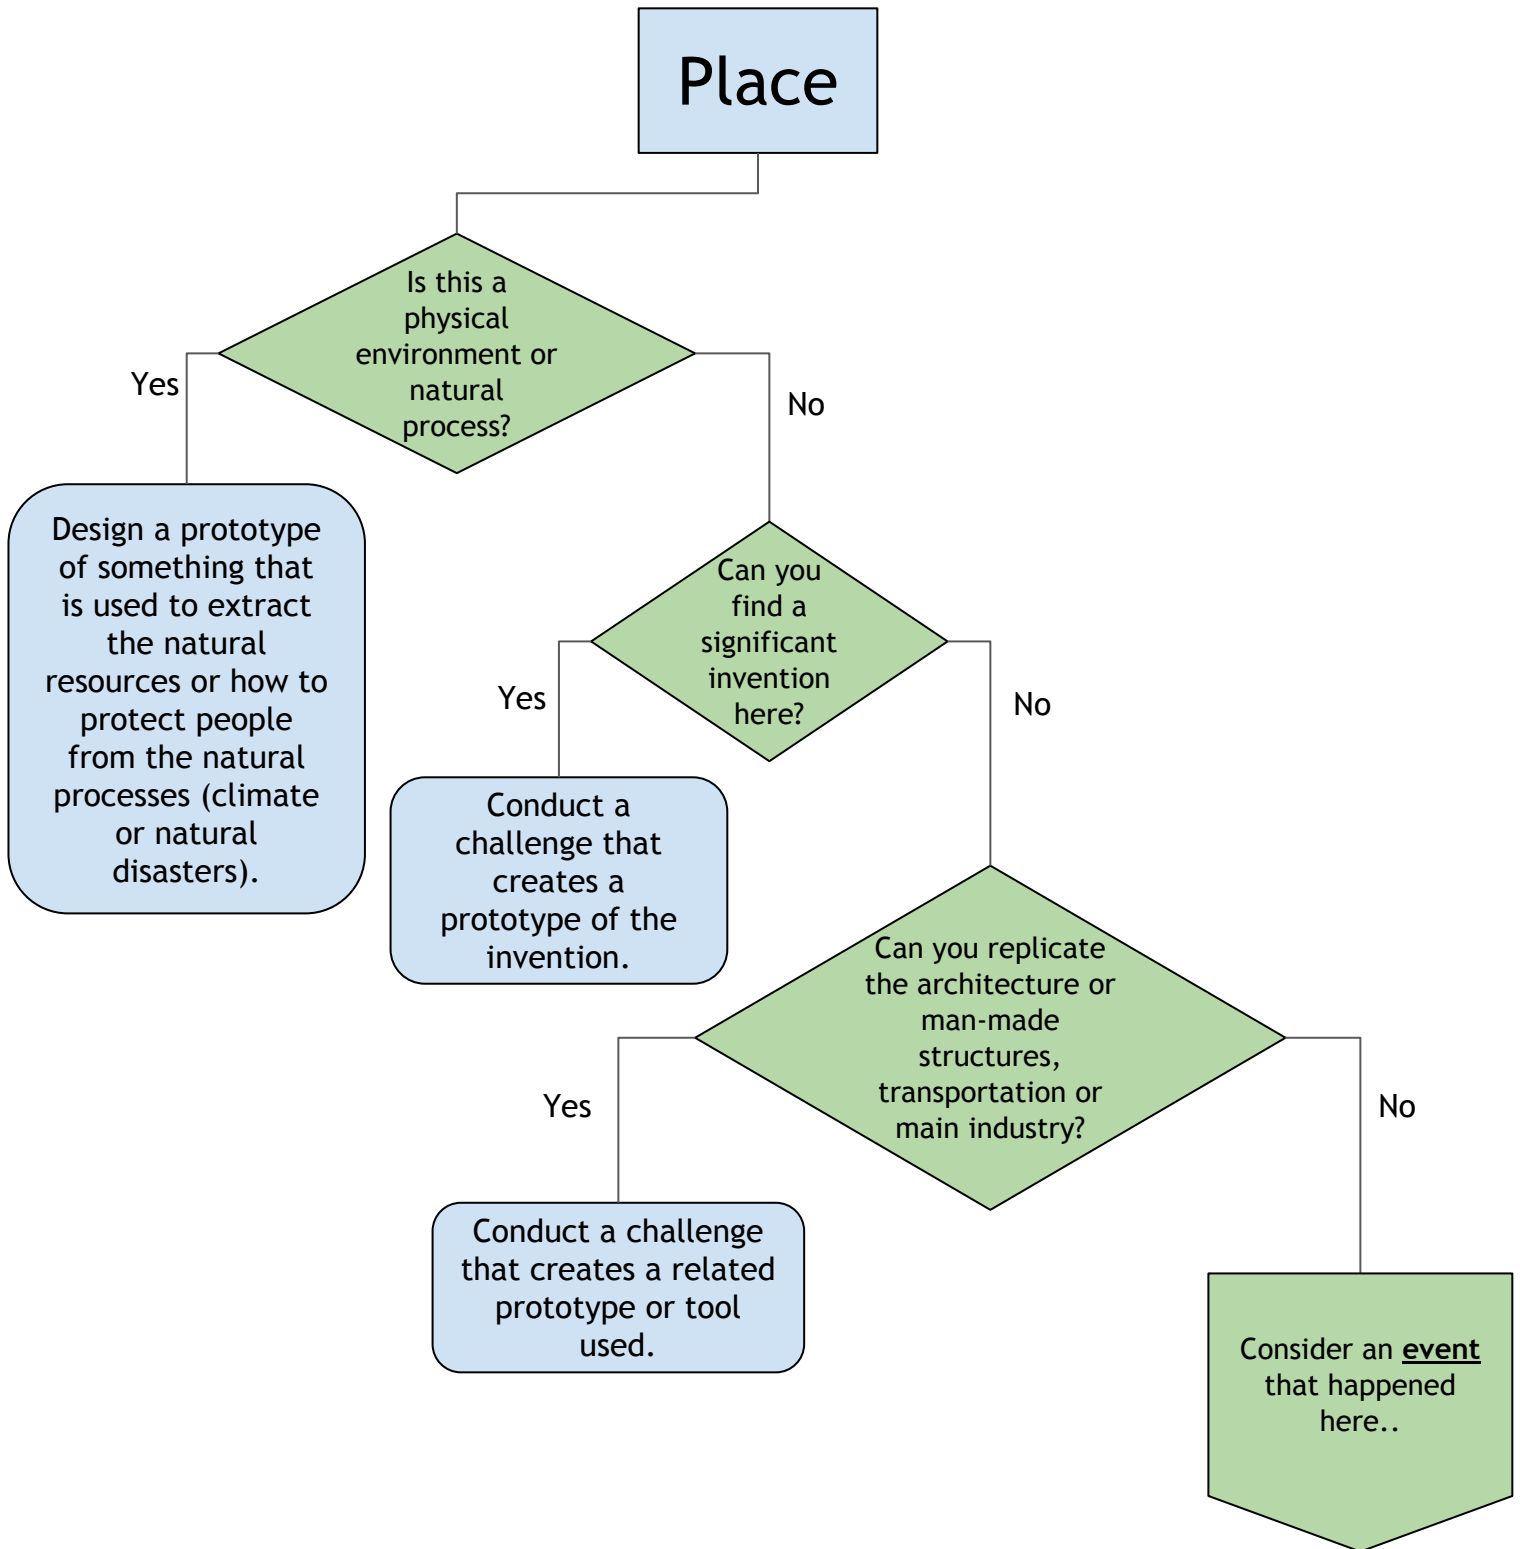 Place
Is this a
physical
environment or
natural
process?
Yes
No
Design a prototype
of something that
is used to extract
the natural
resources or how to
protect people
from the natural
processes (climate
or natural
disasters).
Can you
find a
significant
invention
here?
Yes
No
Conduct a
challenge that
creates a
prototype of the
invention.
Can you replicate
the architecture or
man-made
structures,
transportation or
main industry?
Yes
No
Conduct a challenge
that creates a related
prototype or tool
used.
Consider an event
that happened
here..